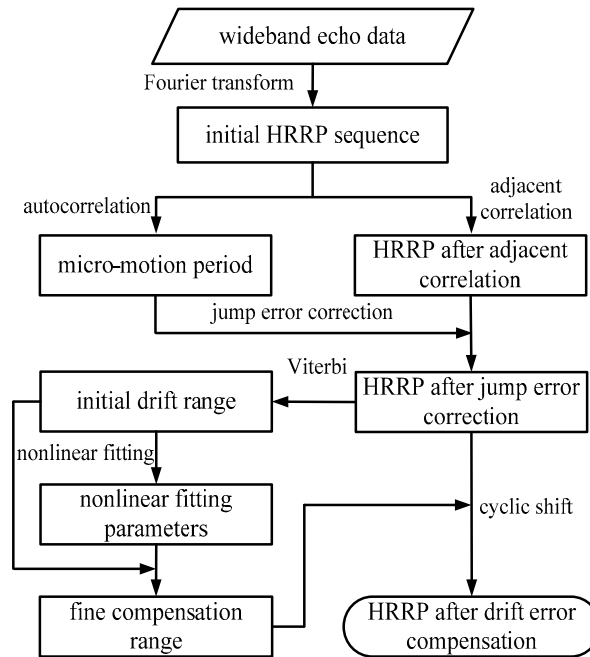 wideband echo data
Fourier transform
initial HRRP sequence
autocorrelation
adjacent
correlation
micro-motion period
HRRP after adjacent
correlation
jump error correction
Viterbi
initial drift range
HRRP after jump error
correction
nonlinear fitting
nonlinear fitting
parameters
cyclic shift
fine compensation
range
HRRP after drift error
compensation